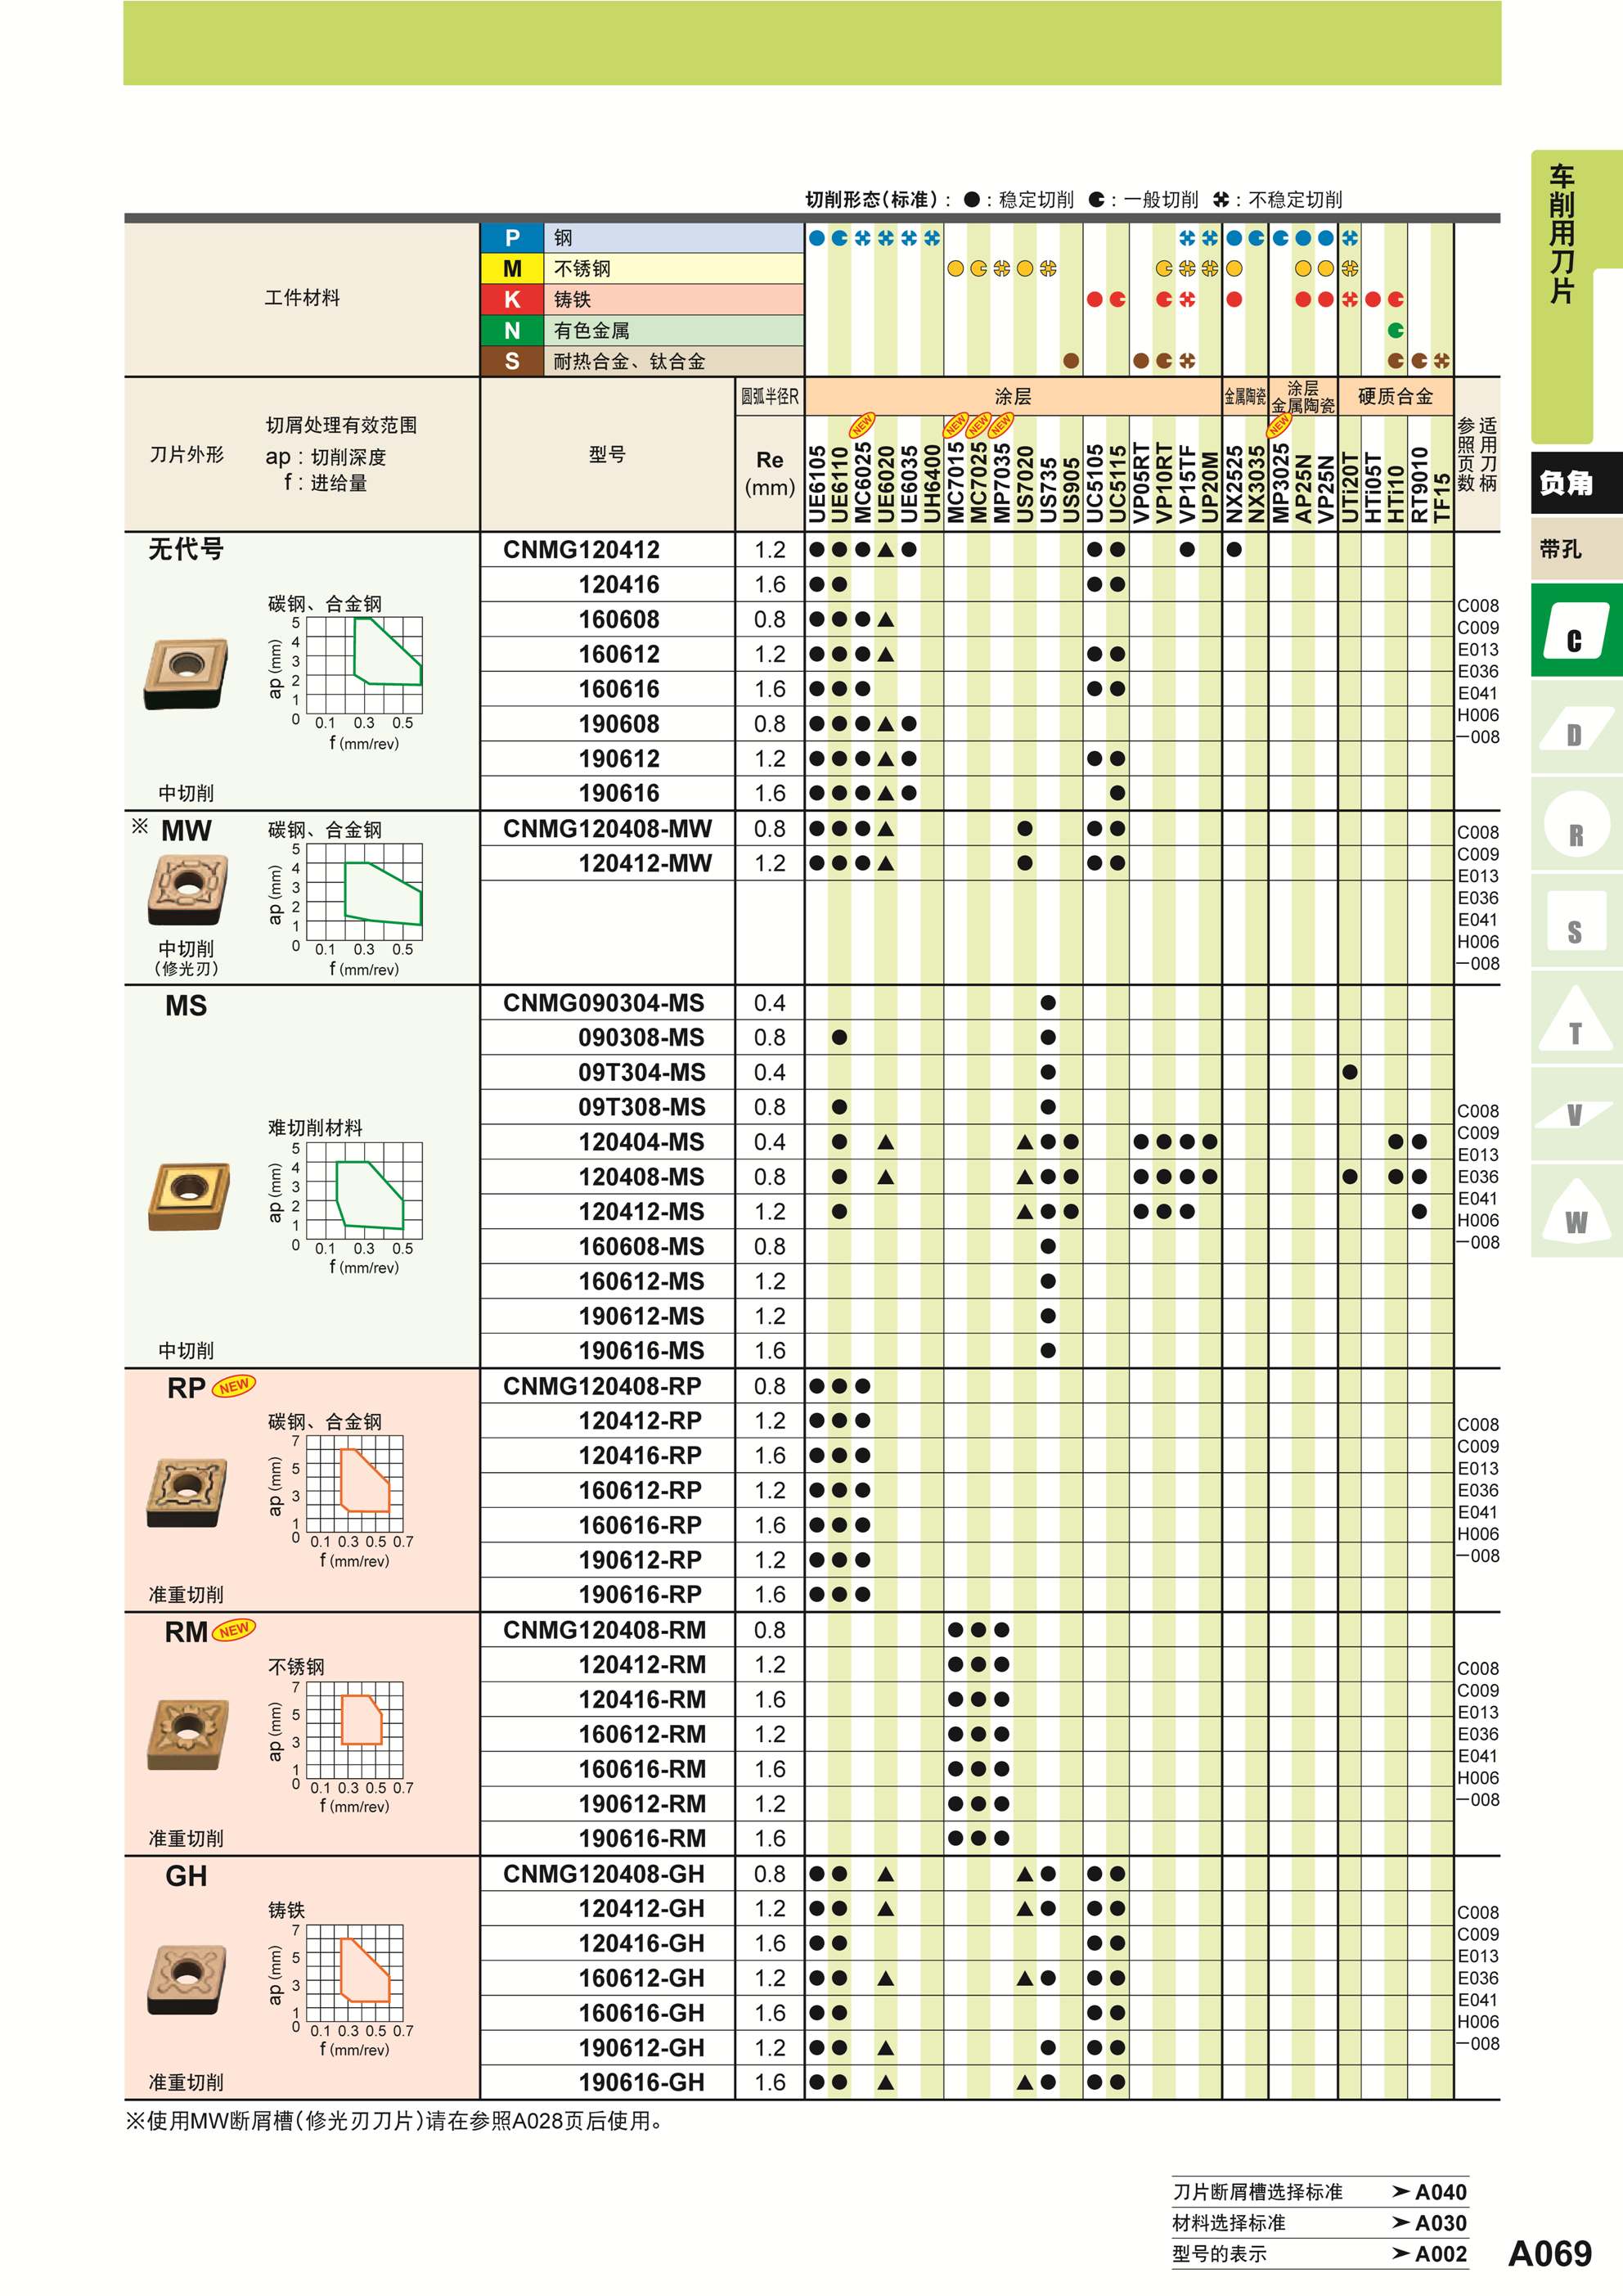 切削形态(标准): ●:稳定切削 :一般切削 :不稳定切削
工件材料
P 钢
M 不锈钢
K 铸铁
N 有色金属
S 耐热合金、钛合金
刀片外形
切屑处理有效范围
ap : 切削深度
f : 进给量
型号
圆弧半径R
Re
(mm)
涂层
金属陶瓷
涂层
金属陶瓷
硬质合金
适用刀柄
参照页数
NEW NEW NEW NEW NEW
UE6105 UE6110 MC6025 UE6020 UE6035 UH6400 MC7015 MC7025 MP7035 US7020 US735 US905 UC5105 UC5115 VP05RT VP10RT VP15TF UP20M NX2525 NX3035 MP3025 AP25N VP25N UTi20T HTi05T HTi10 RT9010 TF15
无代号
碳钢、合金钢
ap (mm)
5
4
3
2
1
0 0.1 0.3 0.5
f (mm/rev)
中切削
CNMG120412 1.2 ● ● ● ▲ ● ● ● ● ●
120416 1.6 ● ● ● ●
160608 0.8 ● ● ● ▲
160612 1.2 ● ● ● ▲ ● ●
160616 1.6 ● ● ● ● ●
190608 0.8 ● ● ● ▲ ●
190612 1.2 ● ● ● ▲ ● ● ●
190616 1.6 ● ● ● ▲ ● ●
C008
C009
E013
E036
E041
H006
—008
※ MW
碳钢、合金钢
ap (mm)
5
4
3
2
1
0 0.1 0.3 0.5
f (mm/rev)
中切削
(修光刃)
CNMG120408-MW 0.8 ● ● ● ▲ ● ● ●
120412-MW 1.2 ● ● ● ▲ ● ● ●
C008
C009
E013
E036
E041
H006
—008
MS
难切削材料
ap (mm)
5
4
3
2
1
0 0.1 0.3 0.5
f (mm/rev)
中切削
CNMG090304-MS 0.4 ●
090308-MS 0.8 ● ●
09T304-MS 0.4 ● ●
09T308-MS 0.8 ● ●
120404-MS 0.4 ● ▲ ▲ ● ● ● ● ● ● ● ●
120408-MS 0.8 ● ▲ ▲ ● ● ● ● ● ● ● ● ●
120412-MS 1.2 ● ▲ ● ● ● ● ● ●
160608-MS 0.8 ●
160612-MS 1.2 ●
190612-MS 1.2 ●
190616-MS 1.6 ●
C008
C009
E013
E036
E041
H006
—008
RP NEW
碳钢、合金钢
ap (mm)
7
5
3
1
0 0.1 0.3 0.5 0.7
f (mm/rev)
准重切削
CNMG120408-RP 0.8 ● ● ●
120412-RP 1.2 ● ● ●
120416-RP 1.6 ● ● ●
160612-RP 1.2 ● ● ●
160616-RP 1.6 ● ● ●
190612-RP 1.2 ● ● ●
190616-RP 1.6 ● ● ●
C008
C009
E013
E036
E041
H006
—008
RM NEW
不锈钢
ap (mm)
7
5
3
1
0 0.1 0.3 0.5 0.7
f (mm/rev)
准重切削
CNMG120408-RM 0.8 ● ● ●
120412-RM 1.2 ● ● ●
120416-RM 1.6 ● ● ●
160612-RM 1.2 ● ● ●
160616-RM 1.6 ● ● ●
190612-RM 1.2 ● ● ●
190616-RM 1.6 ● ● ●
C008
C009
E013
E036
E041
H006
—008
GH
铸铁
ap (mm)
7
5
3
1
0 0.1 0.3 0.5 0.7
f (mm/rev)
准重切削
CNMG120408-GH 0.8 ● ● ▲ ▲ ● ● ●
120412-GH 1.2 ● ● ▲ ▲ ● ● ●
120416-GH 1.6 ● ● ● ●
160612-GH 1.2 ● ● ▲ ▲ ● ● ●
160616-GH 1.6 ● ● ● ●
190612-GH 1.2 ● ● ▲ ● ● ●
190616-GH 1.6 ● ● ▲ ▲ ● ● ●
C008
C009
E013
E036
E041
H006
—008
※使用MW断屑槽(修光刃刀片)请在参照A028页后使用。
刀片断屑槽选择标准 ➤ A040
材料选择标准 ➤ A030
型号的表示 ➤ A002
A069
车削用刀片
负角
带孔
C
D
R
S
T
V
W